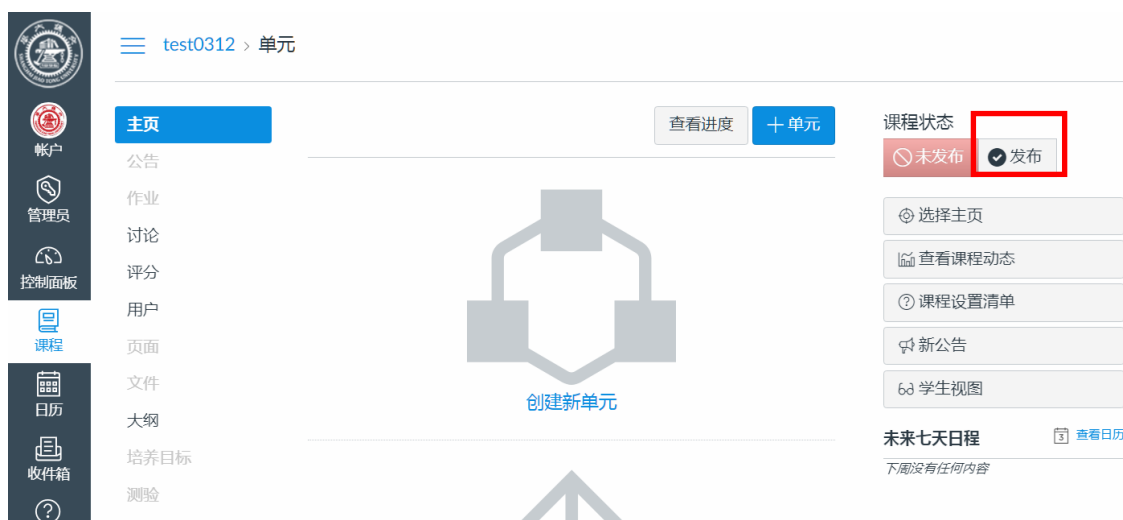 test0312 > 单元
帐户
管理员
控制面板
课程
日历
收件箱
主页
公告
作业
讨论
评分
用户
页面
文件
大纲
培养目标
测验
查看进度
十单元
创建新单元
课程状态
未发布
发布
选择主页
查看课程动态
课程设置清单
新公告
学生视图
未来七天日程
3 查看日历
下周没有任何内容